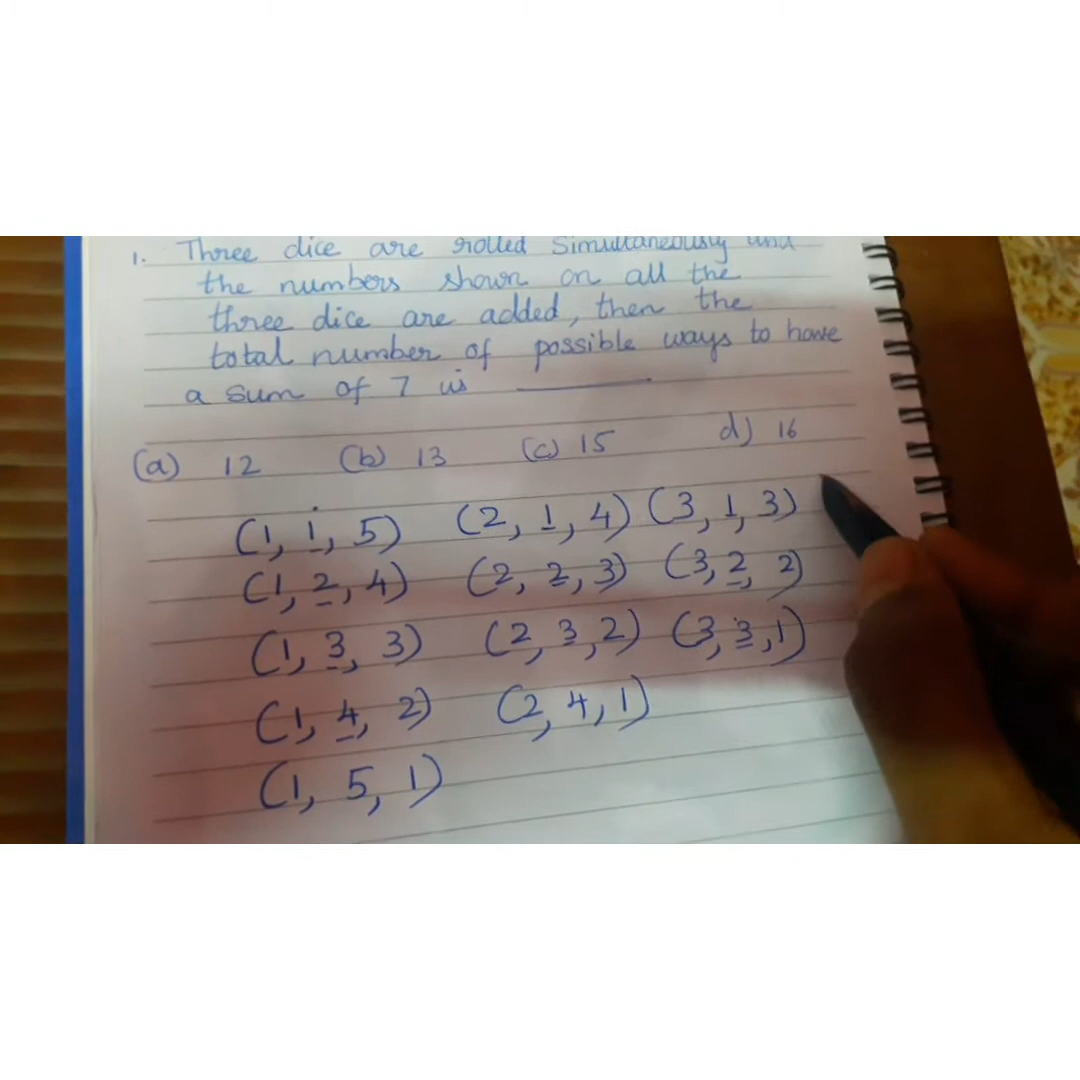 1. Three dice are rolled Simultaneously and
the numbers shown on all the
three dice are added, then the
total number of possible ways to have
a sum of 7 is ______
(a) 12 (b) 13 (c) 15 d) 16
(1, 1, 5) (2, 1, 4) (3, 1, 3)
(1, 2, 4) (2, 2, 3) (3, 2, 2)
(1, 3, 3) (2, 3, 2) (3, 3, 1)
(1, 4, 2) (2, 4, 1)
(1, 5, 1)